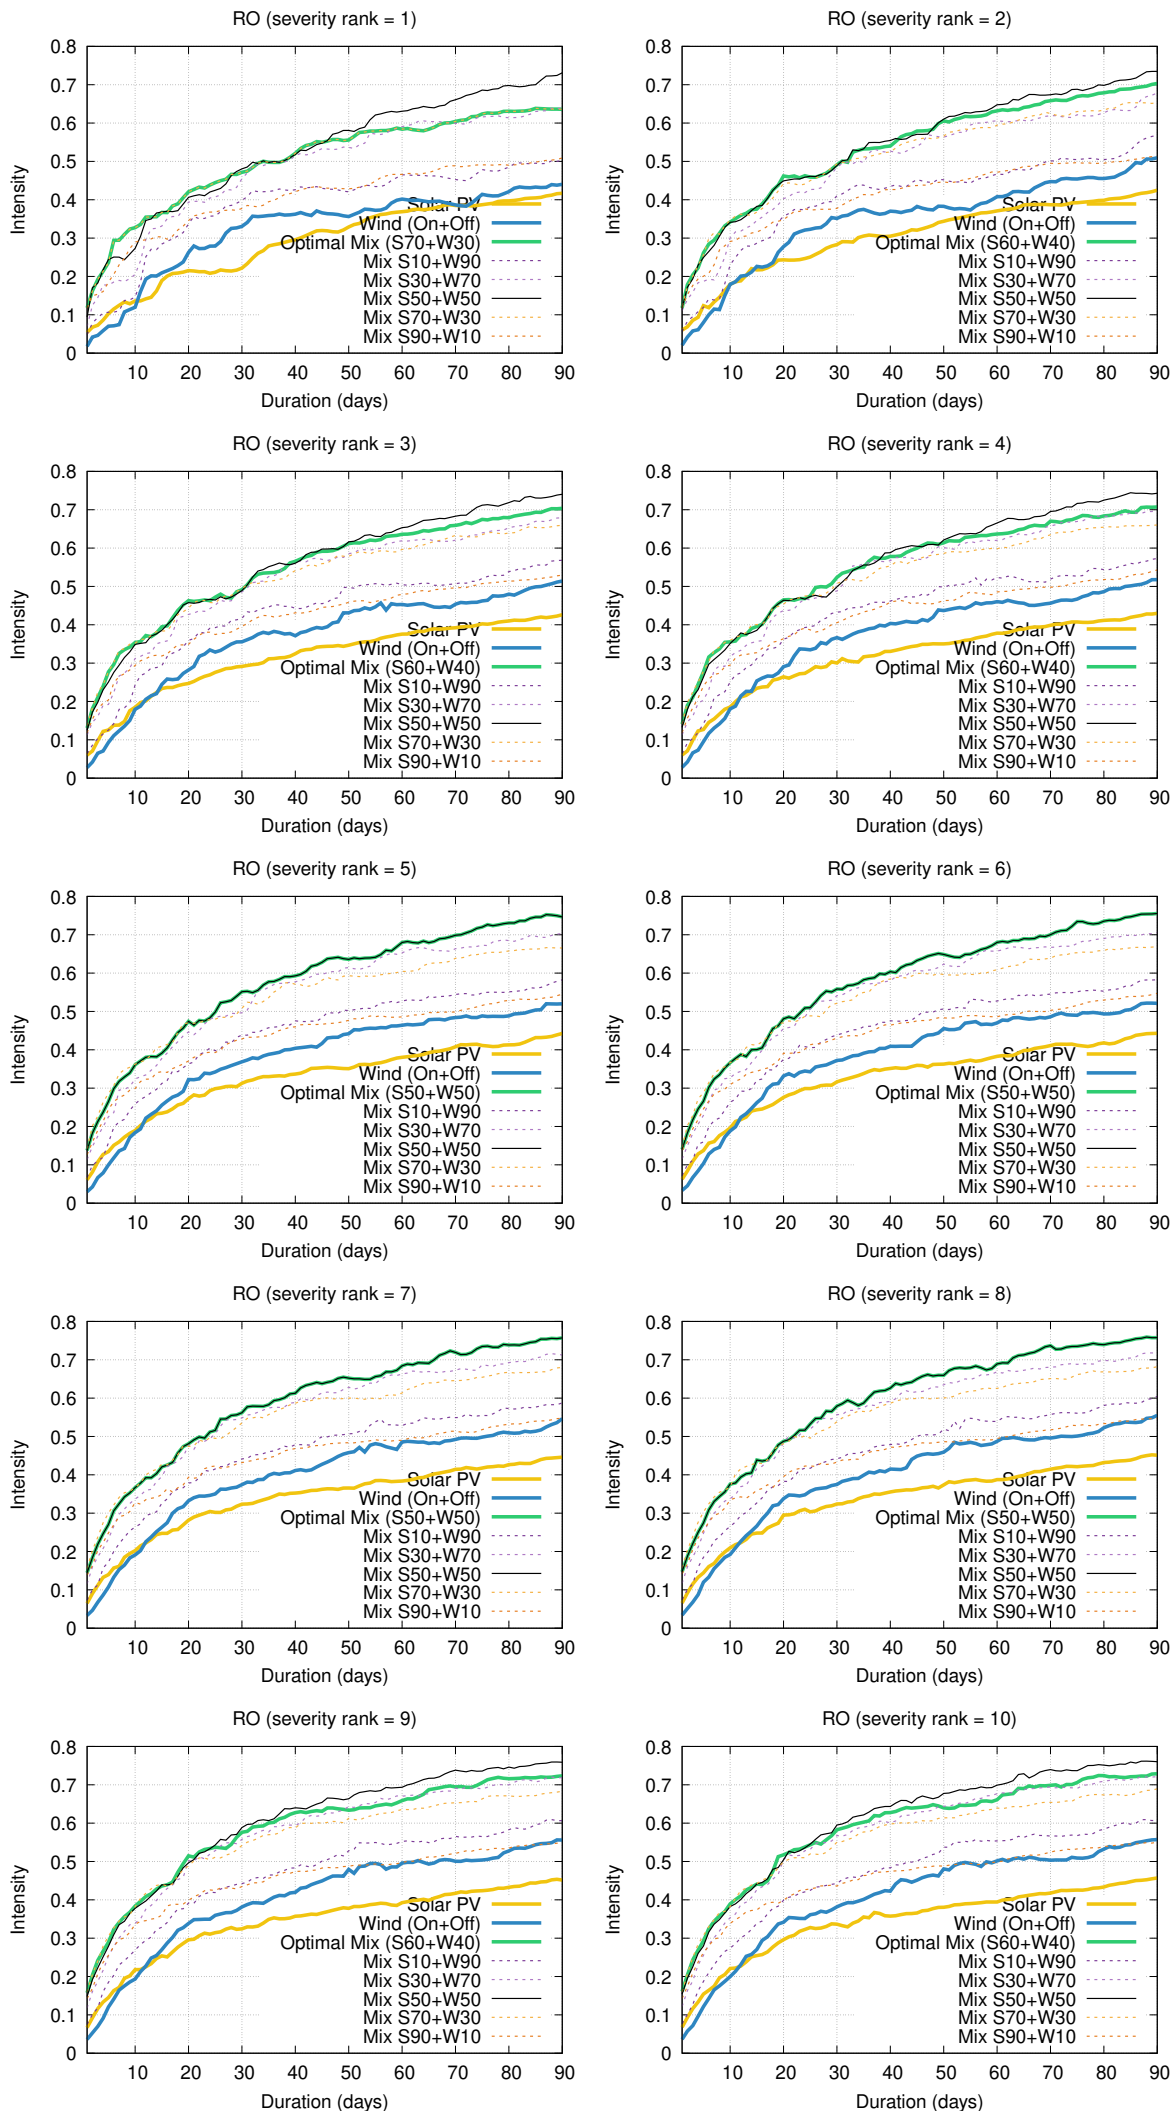 RO (severity rank = 1)
0.8
0.7
0.6
0.5
0.4
0.3
0.2
0.1
0
Intensity
Solar PV
Wind (On+Off)
Optimal Mix (S70+W30)
Mix S10+W90
Mix S30+W70
Mix S50+W50
Mix S70+W30
Mix S90+W10
10 20 30 40 50 60 70 80 90
Duration (days)
RO (severity rank = 2)
0.8
0.7
0.6
0.5
0.4
0.3
0.2
0.1
0
Intensity
Solar PV
Wind (On+Off)
Optimal Mix (S60+W40)
Mix S10+W90
Mix S30+W70
Mix S50+W50
Mix S70+W30
Mix S90+W10
10 20 30 40 50 60 70 80 90
Duration (days)
RO (severity rank = 3)
0.8
0.7
0.6
0.5
0.4
0.3
0.2
0.1
0
Intensity
Solar PV
Wind (On+Off)
Optimal Mix (S60+W40)
Mix S10+W90
Mix S30+W70
Mix S50+W50
Mix S70+W30
Mix S90+W10
10 20 30 40 50 60 70 80 90
Duration (days)
RO (severity rank = 4)
0.8
0.7
0.6
0.5
0.4
0.3
0.2
0.1
0
Intensity
Solar PV
Wind (On+Off)
Optimal Mix (S60+W40)
Mix S10+W90
Mix S30+W70
Mix S50+W50
Mix S70+W30
Mix S90+W10
10 20 30 40 50 60 70 80 90
Duration (days)
RO (severity rank = 5)
0.8
0.7
0.6
0.5
0.4
0.3
0.2
0.1
0
Intensity
Solar PV
Wind (On+Off)
Optimal Mix (S50+W50)
Mix S10+W90
Mix S30+W70
Mix S50+W50
Mix S70+W30
Mix S90+W10
10 20 30 40 50 60 70 80 90
Duration (days)
RO (severity rank = 6)
0.8
0.7
0.6
0.5
0.4
0.3
0.2
0.1
0
Intensity
Solar PV
Wind (On+Off)
Optimal Mix (S50+W50)
Mix S10+W90
Mix S30+W70
Mix S50+W50
Mix S70+W30
Mix S90+W10
10 20 30 40 50 60 70 80 90
Duration (days)
RO (severity rank = 7)
0.8
0.7
0.6
0.5
0.4
0.3
0.2
0.1
0
Intensity
Solar PV
Wind (On+Off)
Optimal Mix (S50+W50)
Mix S10+W90
Mix S30+W70
Mix S50+W50
Mix S70+W30
Mix S90+W10
10 20 30 40 50 60 70 80 90
Duration (days)
RO (severity rank = 8)
0.8
0.7
0.6
0.5
0.4
0.3
0.2
0.1
0
Intensity
Solar PV
Wind (On+Off)
Optimal Mix (S50+W50)
Mix S10+W90
Mix S30+W70
Mix S50+W50
Mix S70+W30
Mix S90+W10
10 20 30 40 50 60 70 80 90
Duration (days)
RO (severity rank = 9)
0.8
0.7
0.6
0.5
0.4
0.3
0.2
0.1
0
Intensity
Solar PV
Wind (On+Off)
Optimal Mix (S60+W40)
Mix S10+W90
Mix S30+W70
Mix S50+W50
Mix S70+W30
Mix S90+W10
10 20 30 40 50 60 70 80 90
Duration (days)
RO (severity rank = 10)
0.8
0.7
0.6
0.5
0.4
0.3
0.2
0.1
0
Intensity
Solar PV
Wind (On+Off)
Optimal Mix (S60+W40)
Mix S10+W90
Mix S30+W70
Mix S50+W50
Mix S70+W30
Mix S90+W10
10 20 30 40 50 60 70 80 90
Duration (days)